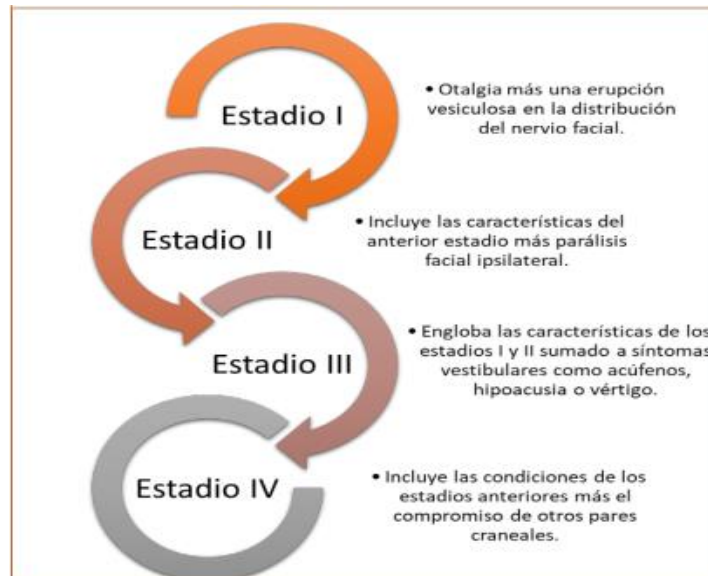 Estadio I
• Otalgia más una erupción
vesiculosa en la distribución
del nervio facial.
Estadio II
• Incluye las características del
anterior estadio más parálisis
facial ipsilateral.
Estadio III
• Engloba las características de los
estadios I y II sumado a síntomas
vestibulares como acúfenos,
hipoacusia o vértigo.
Estadio IV
• Incluye las condiciones de los
estadios anteriores más el
compromiso de otros pares
craneales.